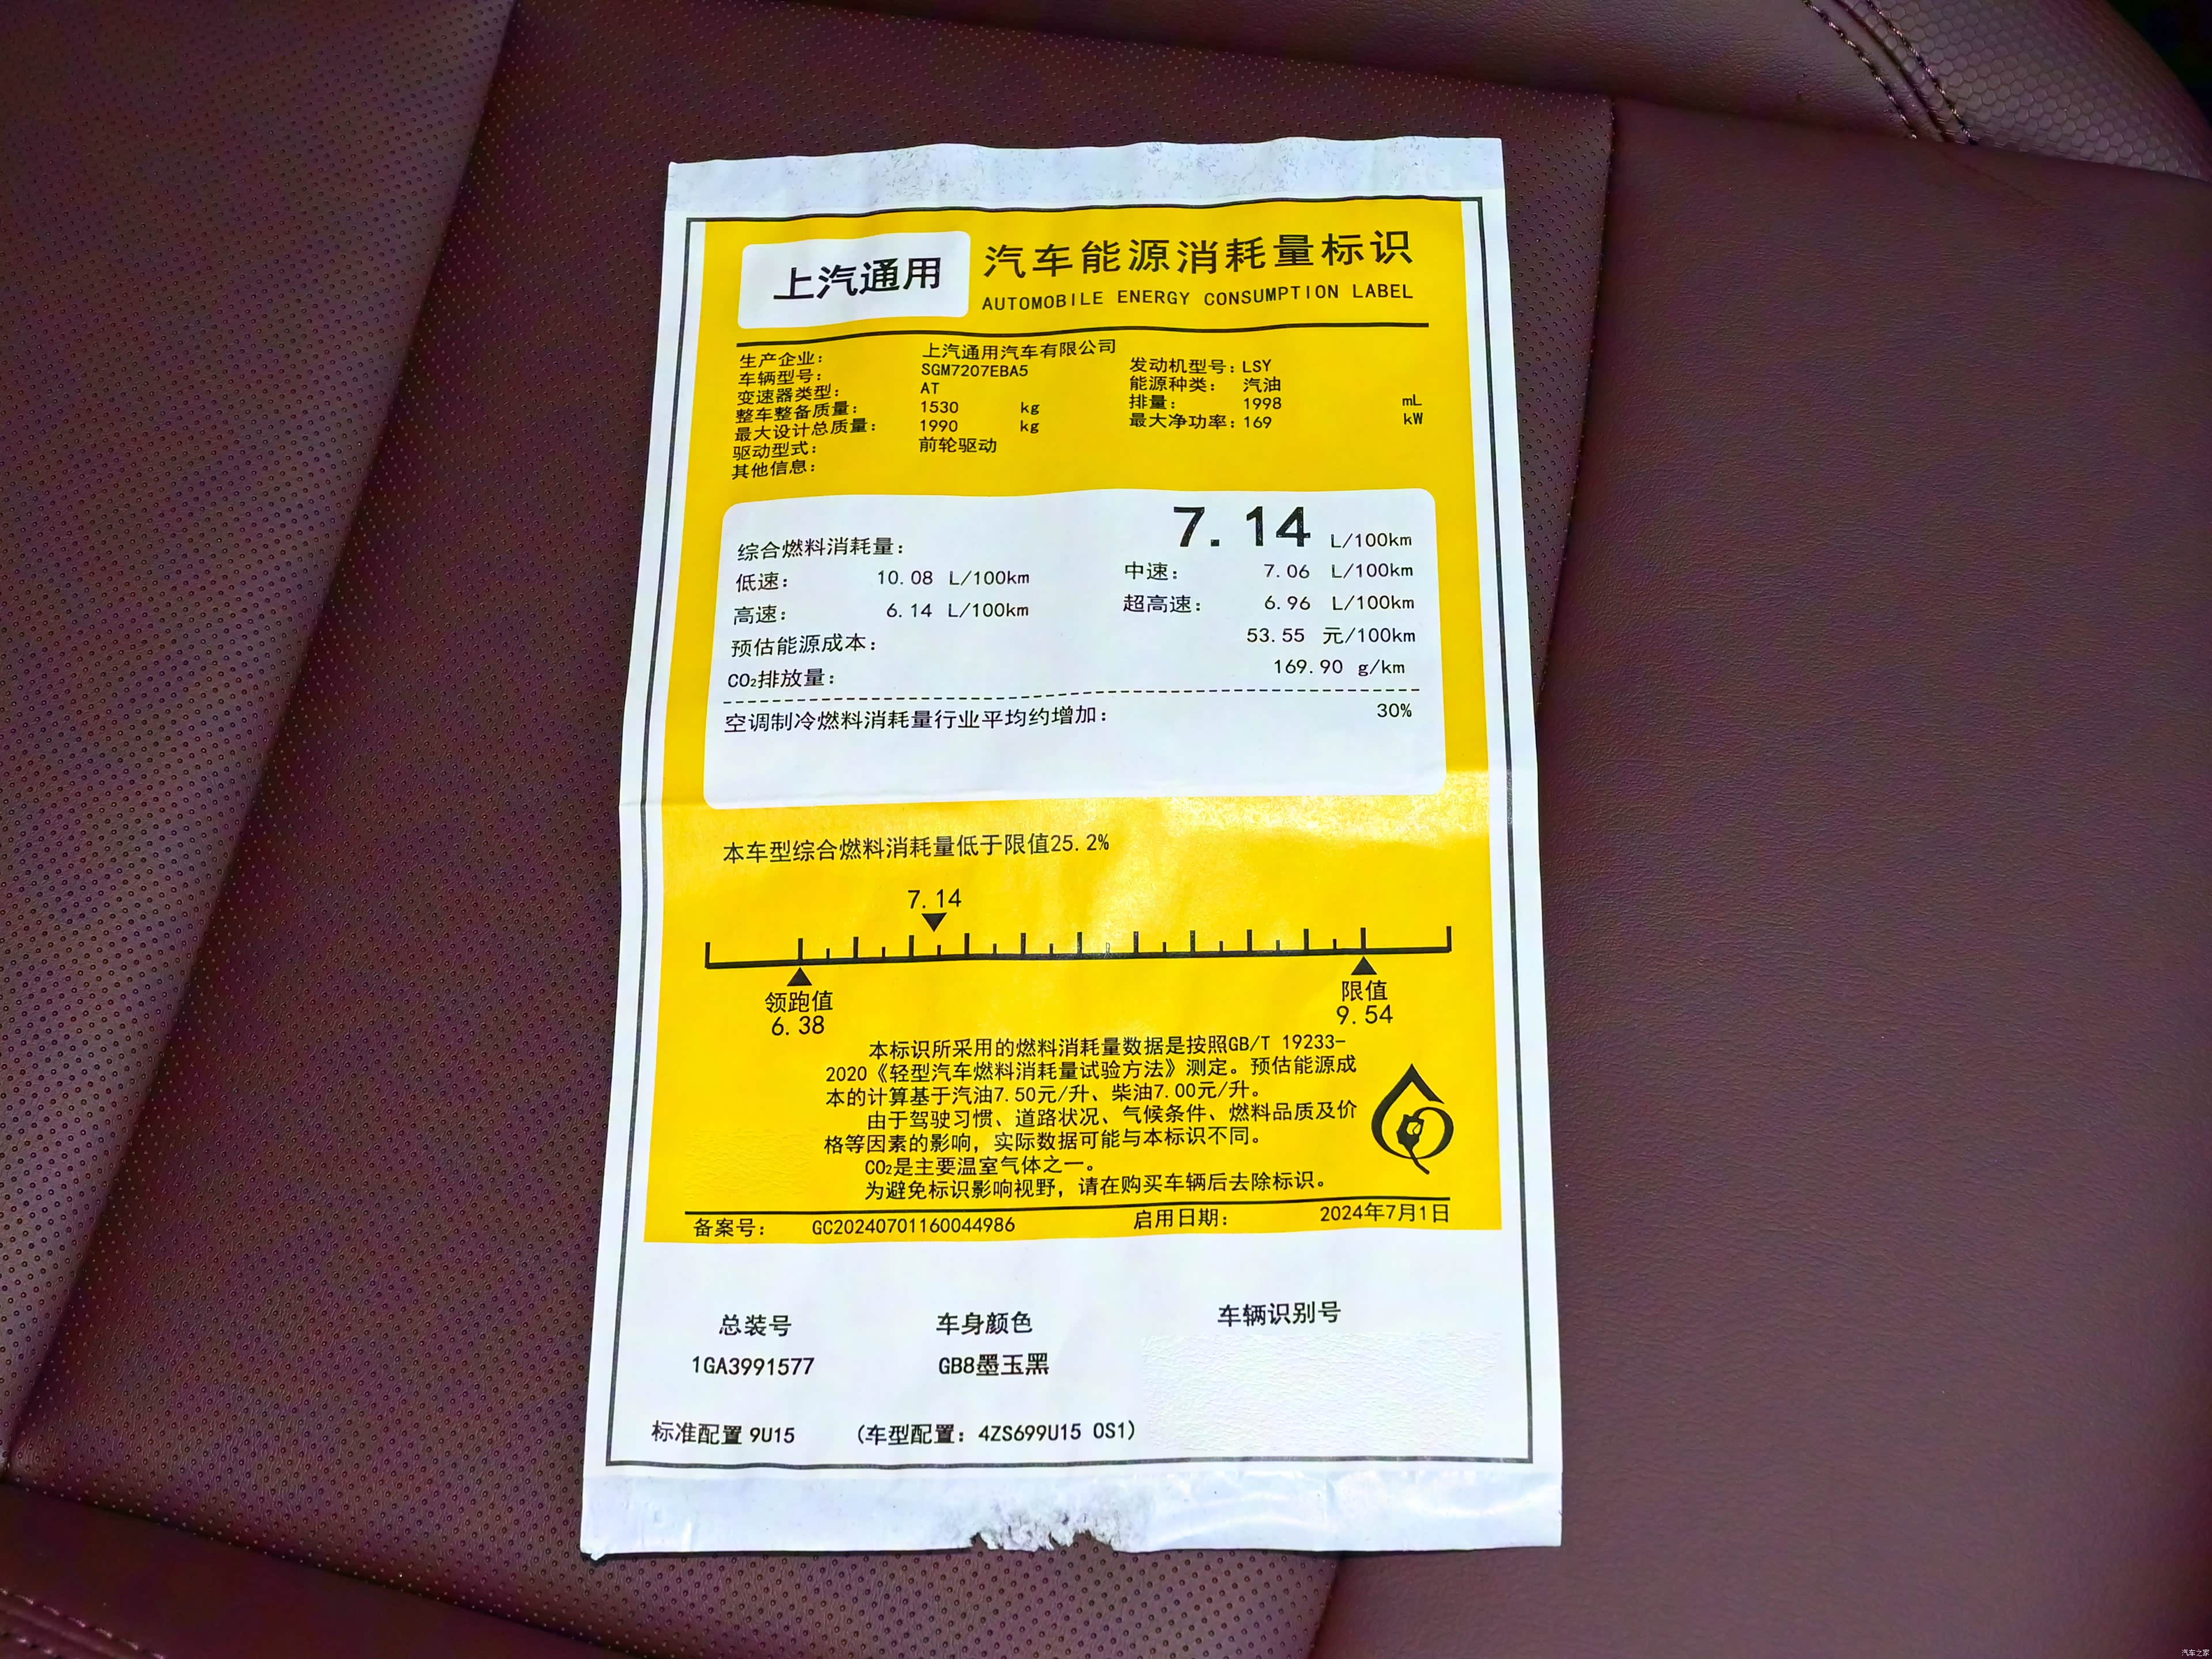 上汽通用
汽车能源消耗量标识
AUTOMOBILE ENERGY CONSUMPTION LABEL
生产企业: 上汽通用汽车有限公司
车辆型号: SGM7207EBA5 发动机型号: LSY
变速器类型: AT 能源种类: 汽油
整车整备质量: 1530 kg 排量: 1998 mL
最大设计总质量: 1990 kg 最大净功率: 169 kW
驱动型式: 前轮驱动
其他信息:
综合燃料消耗量: 7.14 L/100km
低速: 10.08 L/100km 中速: 7.06 L/100km
高速: 6.14 L/100km 超高速: 6.96 L/100km
预估能源成本: 53.55 元/100km
CO₂排放量: 169.90 g/km
空调制冷燃料消耗量行业平均约增加: 30%
本车型综合燃料消耗量低于限值25.2%
7.14
领跑值 限值
6.38 9.54
本标识所采用的燃料消耗量数据是按照GB/T 19233-
2020《轻型汽车燃料消耗量试验方法》测定。预估能源成
本的计算基于汽油7.50元/升、柴油7.00元/升。
由于驾驶习惯、道路状况、气候条件、燃料品质及价
格等因素的影响，实际数据可能与本标识不同。
CO₂是主要温室气体之一。
为避免标识影响视野，请在购买车辆后去除标识。
备案号: GC20240701160044986 启用日期: 2024年7月1日
总装号 车身颜色 车辆识别号
1GA3991577 GB8墨玉黑
标准配置 9U15 (车型配置: 4ZS699U15 0S1)
汽车之家